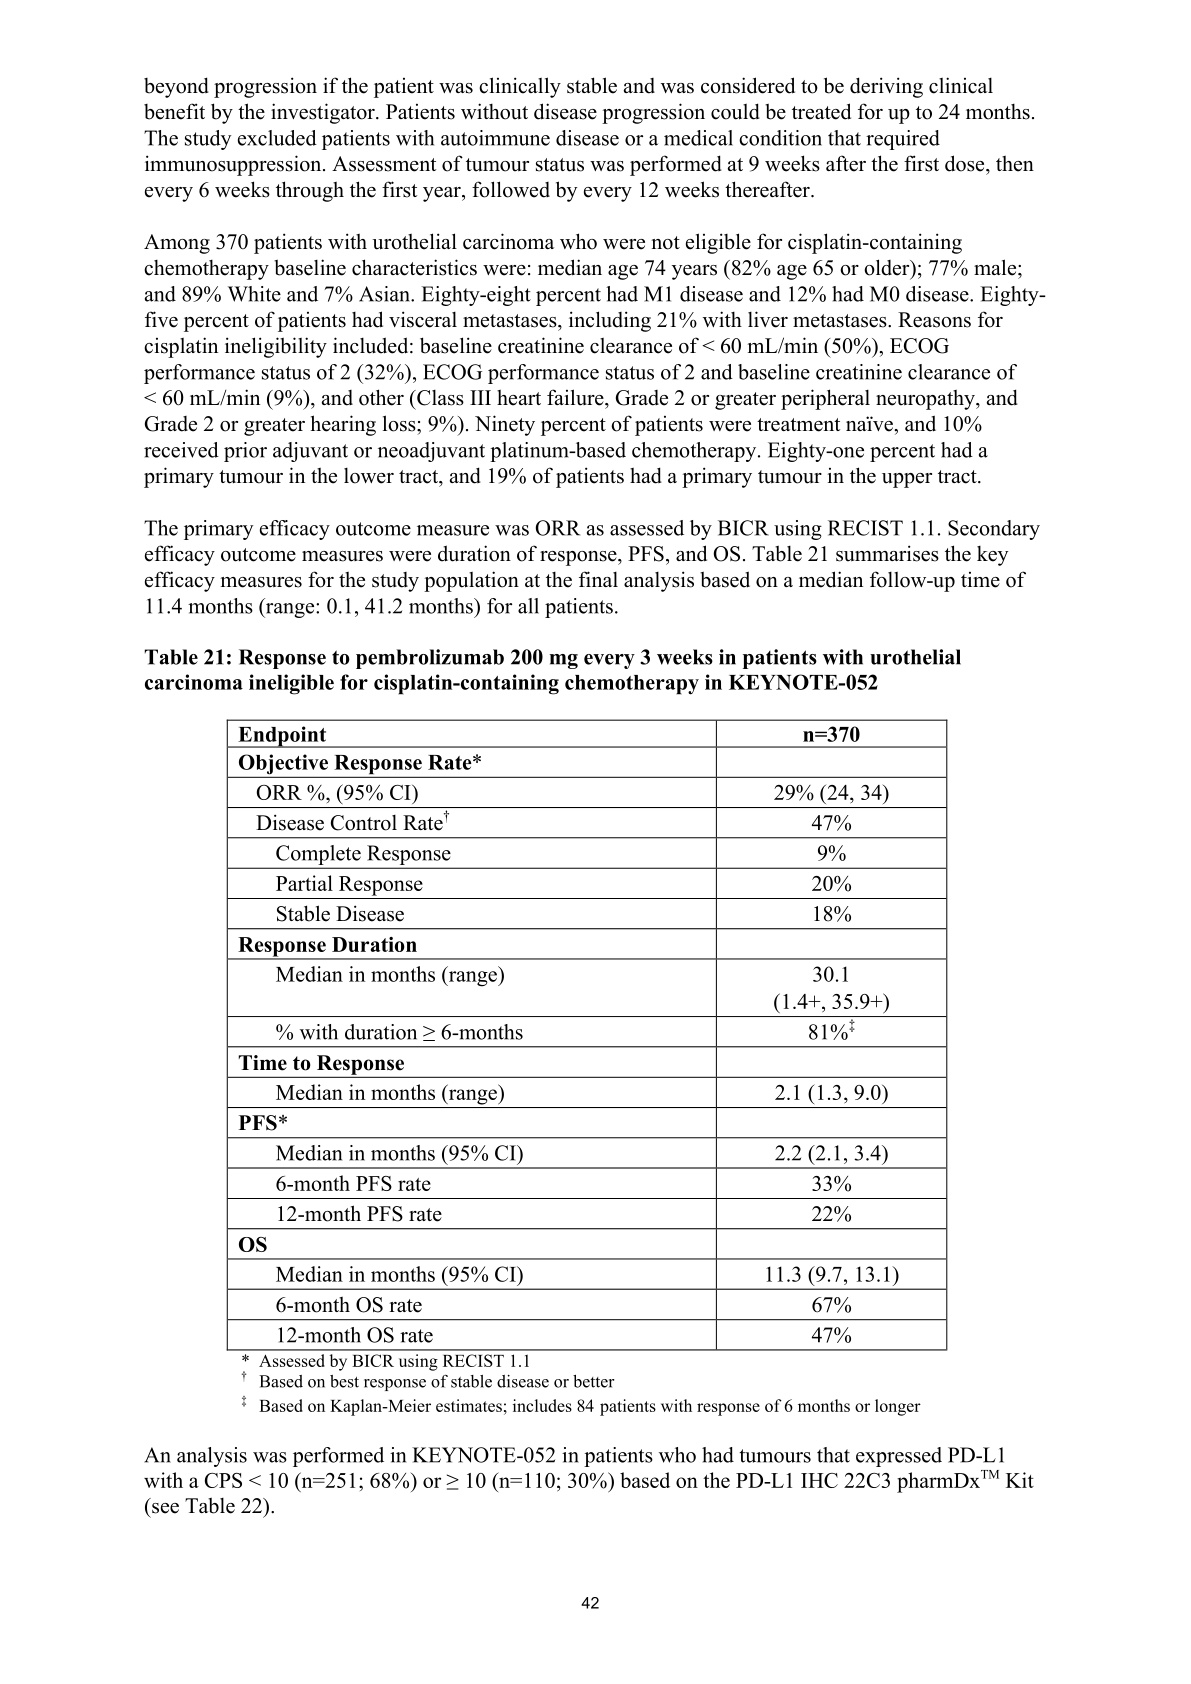 beyond progression if the patient was clinically stable and was considered to be deriving clinical
benefit by the investigator. Patients without disease progression could be treated for up to 24 months.
The study excluded patients with autoimmune disease or a medical condition that required
immunosuppression. Assessment of tumour status was performed at 9 weeks after the first dose, then
every 6 weeks through the first year, followed by every 12 weeks thereafter.
Among 370 patients with urothelial carcinoma who were not eligible for cisplatin-containing
chemotherapy baseline characteristics were: median age 74 years (82% age 65 or older); 77% male;
and 89% White and 7% Asian. Eighty-eight percent had M1 disease and 12% had M0 disease. Eighty-
five percent of patients had visceral metastases, including 21% with liver metastases. Reasons for
cisplatin ineligibility included: baseline creatinine clearance of < 60 mL/min (50%), ECOG
performance status of 2 (32%), ECOG performance status of 2 and baseline creatinine clearance of
< 60 mL/min (9%), and other (Class III heart failure, Grade 2 or greater peripheral neuropathy, and
Grade 2 or greater hearing loss; 9%). Ninety percent of patients were treatment naïve, and 10%
received prior adjuvant or neoadjuvant platinum-based chemotherapy. Eighty-one percent had a
primary tumour in the lower tract, and 19% of patients had a primary tumour in the upper tract.
The primary efficacy outcome measure was ORR as assessed by BICR using RECIST 1.1. Secondary
efficacy outcome measures were duration of response, PFS, and OS. Table 21 summarises the key
efficacy measures for the study population at the final analysis based on a median follow-up time of
11.4 months (range: 0.1, 41.2 months) for all patients.
Table 21: Response to pembrolizumab 200 mg every 3 weeks in patients with urothelial
carcinoma ineligible for cisplatin-containing chemotherapy in KEYNOTE-052
Endpoint n=370
Objective Response Rate*
ORR %, (95% CI) 29% (24, 34)
Disease Control Rate† 47%
Complete Response 9%
Partial Response 20%
Stable Disease 18%
Response Duration
Median in months (range) 30.1
(1.4+, 35.9+)
% with duration ≥ 6-months 81%‡
Time to Response
Median in months (range) 2.1 (1.3, 9.0)
PFS*
Median in months (95% CI) 2.2 (2.1, 3.4)
6-month PFS rate 33%
12-month PFS rate 22%
OS
Median in months (95% CI) 11.3 (9.7, 13.1)
6-month OS rate 67%
12-month OS rate 47%
* Assessed by BICR using RECIST 1.1
† Based on best response of stable disease or better
‡ Based on Kaplan-Meier estimates; includes 84 patients with response of 6 months or longer
An analysis was performed in KEYNOTE-052 in patients who had tumours that expressed PD-L1
with a CPS < 10 (n=251; 68%) or ≥ 10 (n=110; 30%) based on the PD-L1 IHC 22C3 pharmDx™ Kit
(see Table 22).
42